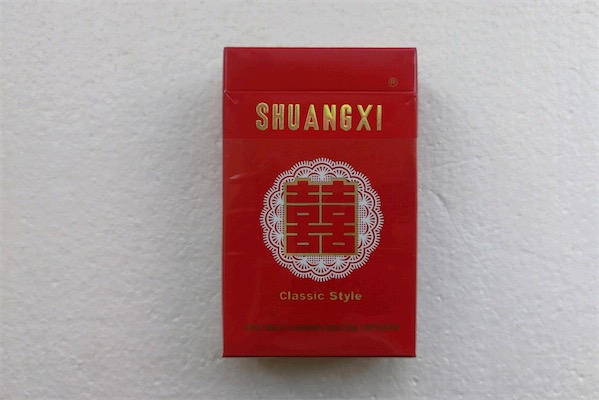 ®
SHUANGXI
囍
Classic Style